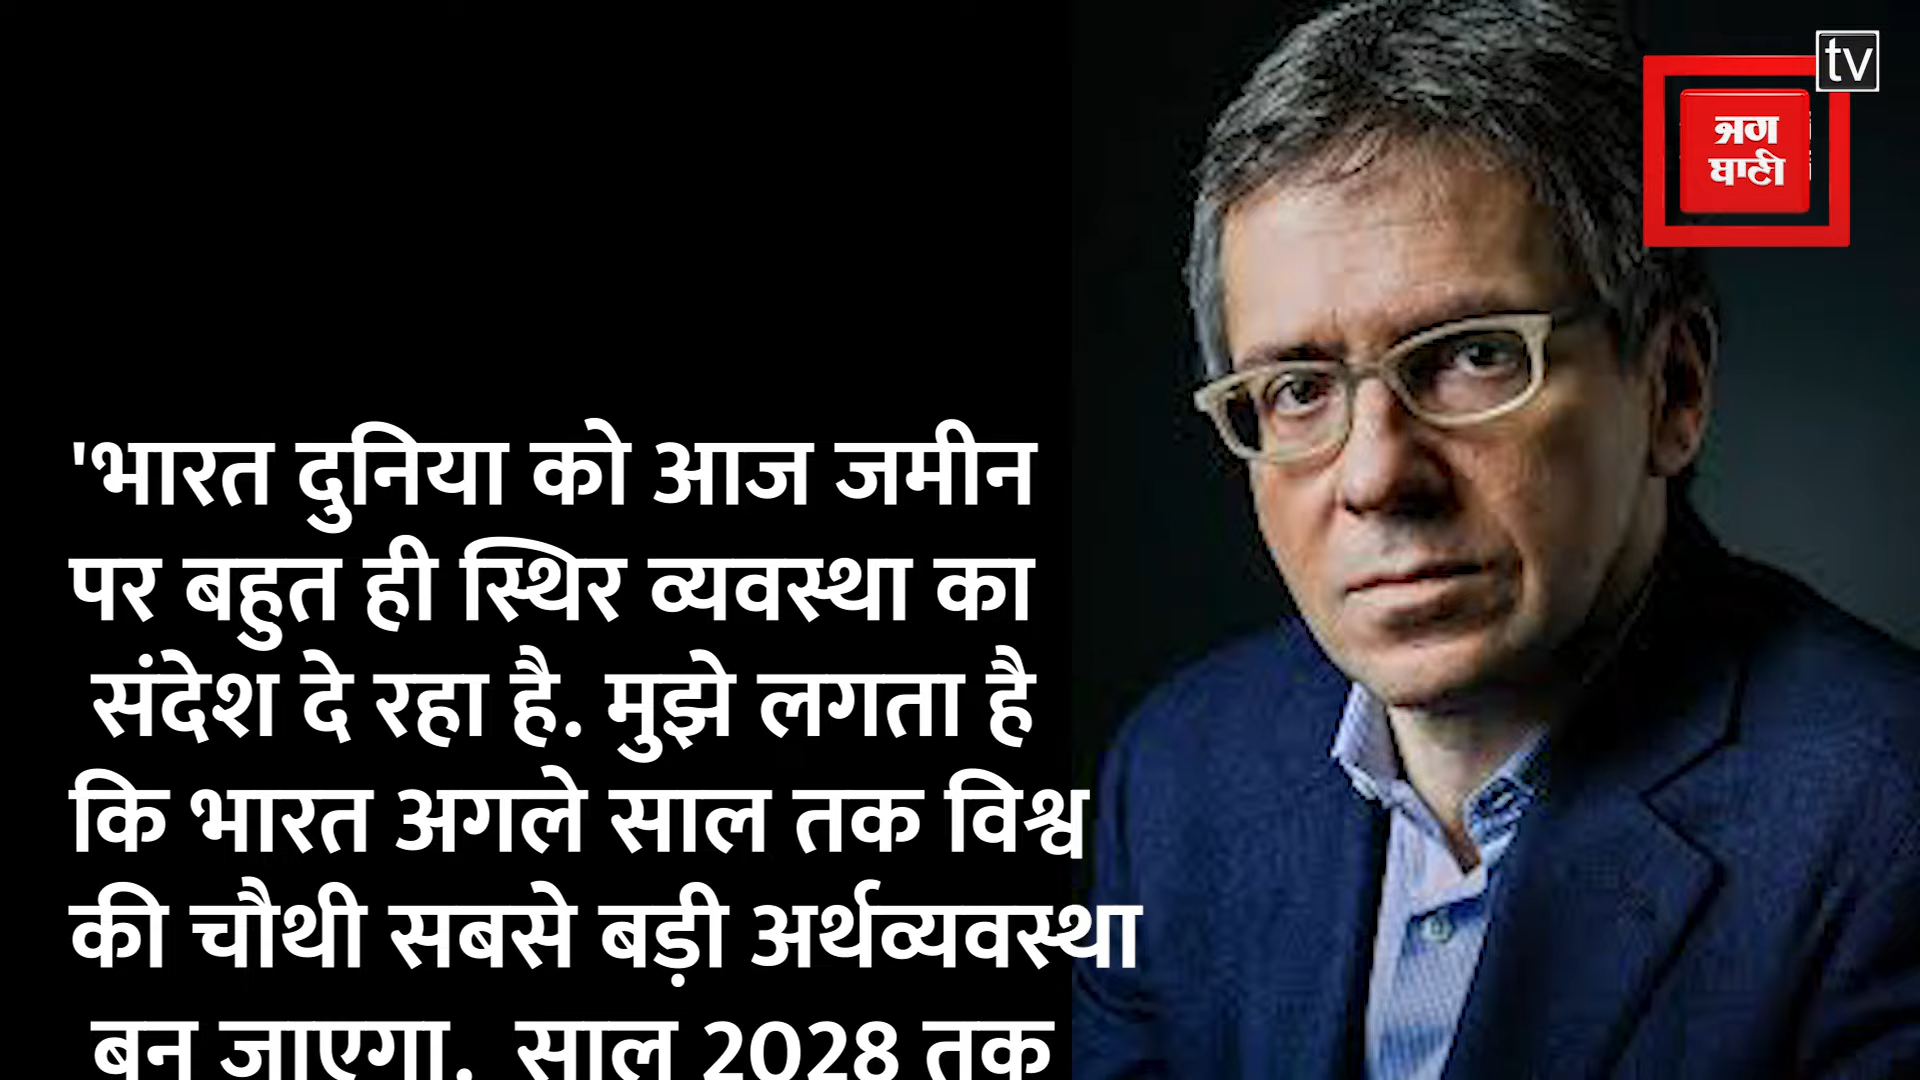 tv
ਜਗ
ਬਾਣੀ
'भारत दुनिया को आज जमीन
पर बहुत ही स्थिर व्यवस्था का
संदेश दे रहा है. मुझे लगता है
कि भारत अगले साल तक विश्व
की चौथी सबसे बड़ी अर्थव्यवस्था
बन जाएगा. साल 2028 तक